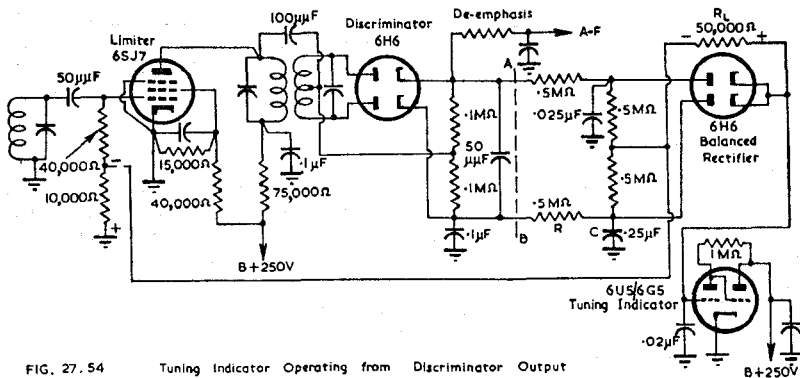 100µµF
De-emphasis
A-F
Limiter
6SJ7
Discriminator
6H6
RL
50,000Ω
-
+
50µµF
A
.5MΩ
.1MΩ
.025µF
.5MΩ
6H6
Balanced
Rectifier
50
µµF
40,000Ω
-
15,000Ω
.1µF
10,000Ω
+
40,000Ω
75,000Ω
.1MΩ
.5MΩ
.5MΩ
R
C
.25µF
.1µF
B
B+250V
1MΩ
6U5/6G5
Tuning Indicator
.02µF
B+250V
FIG. 27.54 Tuning Indicator Operating from Discriminator Output